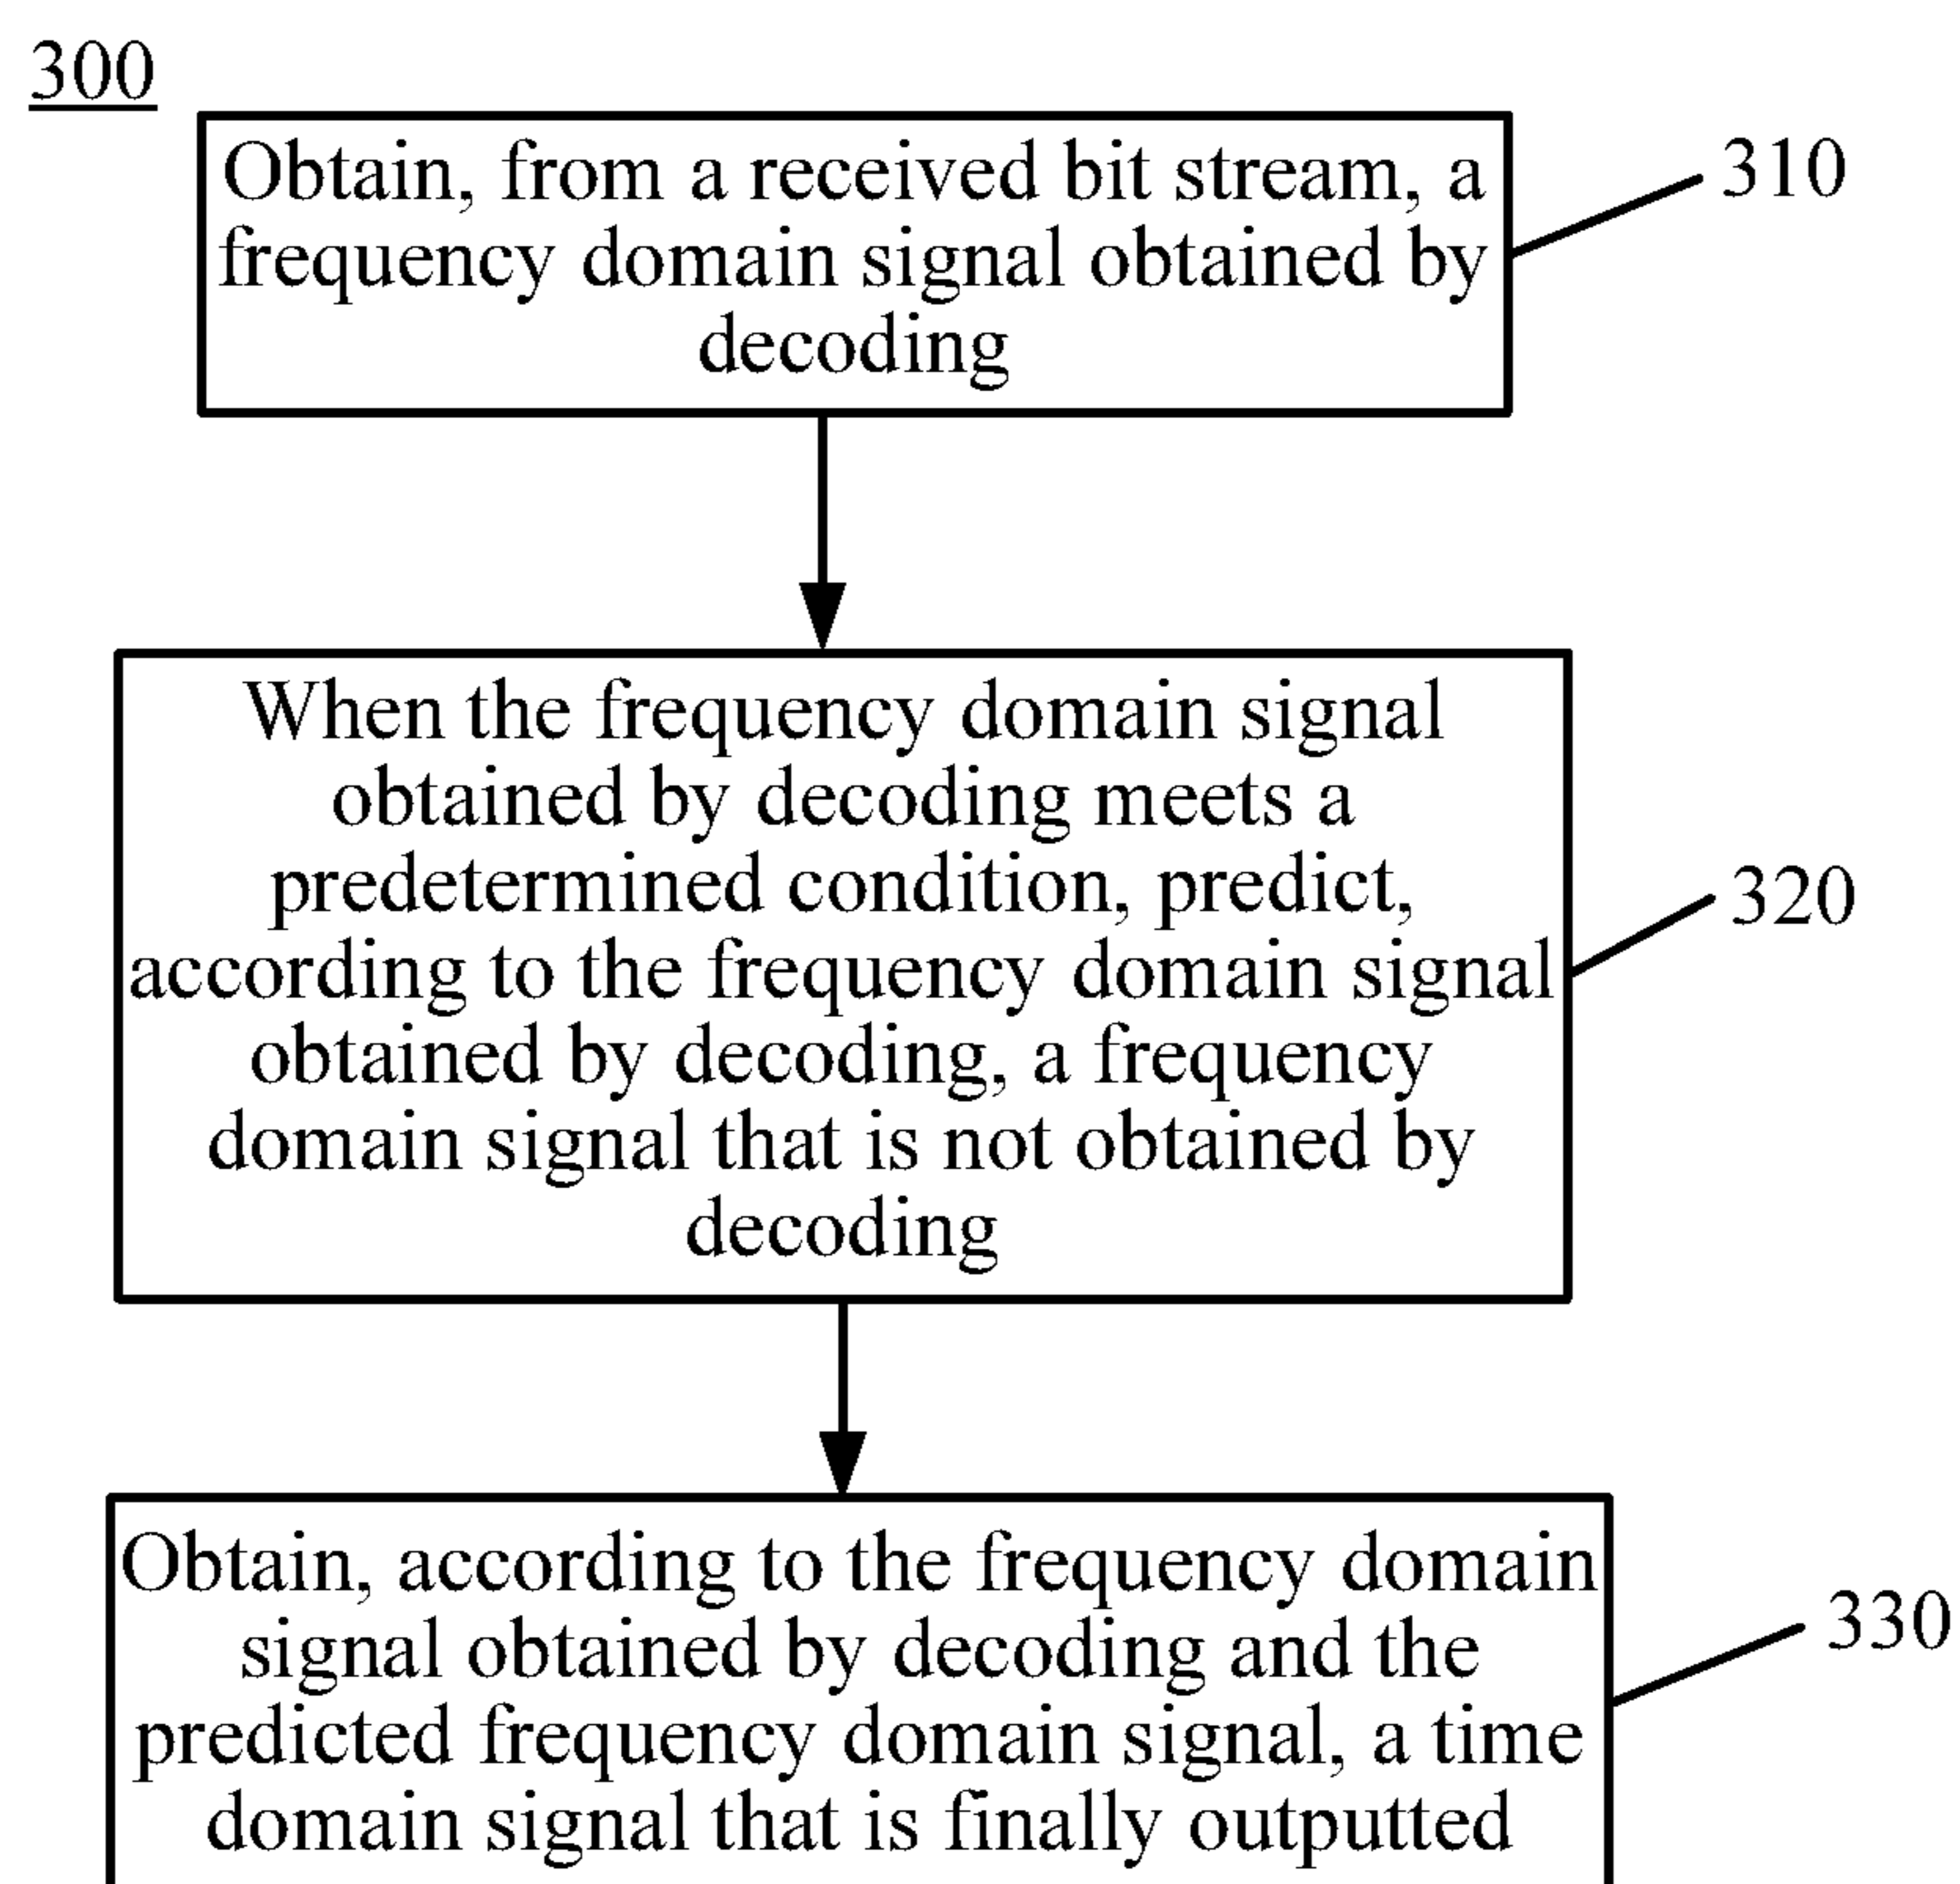 300
Obtain, from a received bit stream, a
frequency domain signal obtained by
decoding
310
When the frequency domain signal
obtained by decoding meets a
predetermined condition, predict,
according to the frequency domain signal
obtained by decoding, a frequency
domain signal that is not obtained by
decoding
320
Obtain, according to the frequency domain
signal obtained by decoding and the
predicted frequency domain signal, a time
domain signal that is finally outputted
330